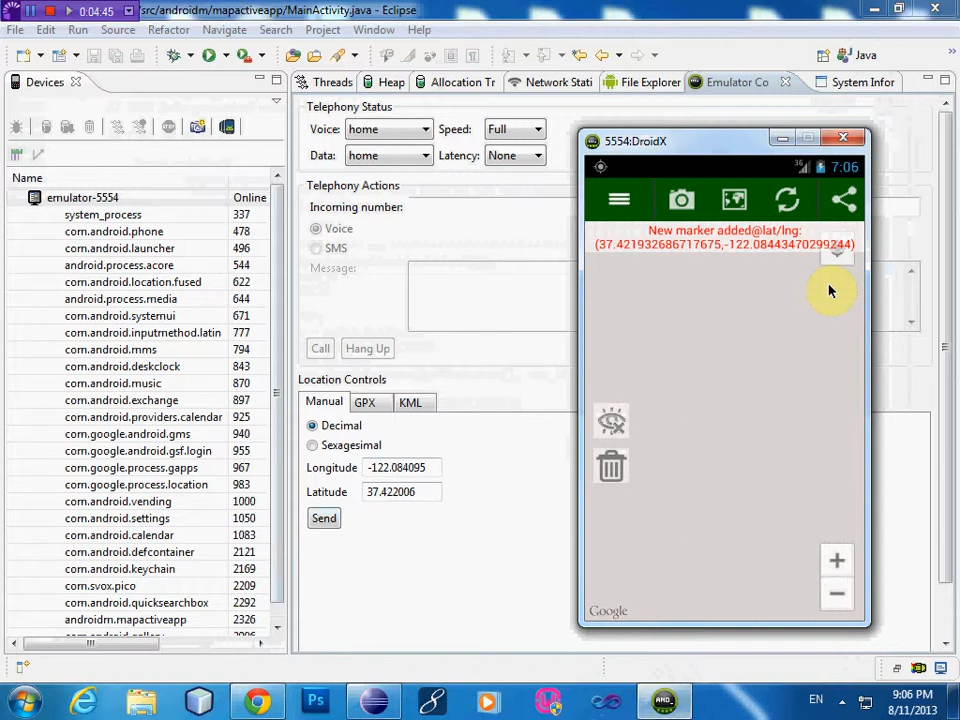 0:04:45
src/androidm/mapactiveapp/MainActivity.java - Eclipse
File Edit Run Source Refactor Navigate Search Project Window Help
Java
Devices
Threads Heap Allocation Tr Network Stati File Explorer Emulator Co System Infor
Name
emulator-5554 Online
system_process 337
com.android.phone 478
com.android.launcher 496
android.process.acore 544
com.android.location.fused 622
android.process.media 644
com.android.systemui 671
com.android.inputmethod.latin 777
com.android.mms 794
com.android.deskclock 843
com.android.music 870
com.android.exchange 897
com.android.providers.calendar 925
com.google.android.gms 940
com.google.android.gsf.login 955
com.google.process.gapps 967
com.google.process.location 983
com.android.vending 1000
com.android.settings 1050
com.android.calendar 1083
com.android.defcontainer 2121
com.android.keychain 2169
com.svox.pico 2209
com.android.quicksearchbox 2292
androidm.mapactiveapp 2326
Telephony Status
Voice: home Speed: Full
Data: home Latency: None
Telephony Actions
Incoming number:
Voice
SMS
Message:
Call Hang Up
Location Controls
Manual GPX KML
Decimal
Sexagesimal
Longitude -122.084095
Latitude 37.422006
Send
5554:DroidX
36 7:06
New marker added@lat/lng:
(37.421932686717675,-122.08443470299244)
+
−
Google
Ps
AND_
EN
9:06 PM
8/11/2013